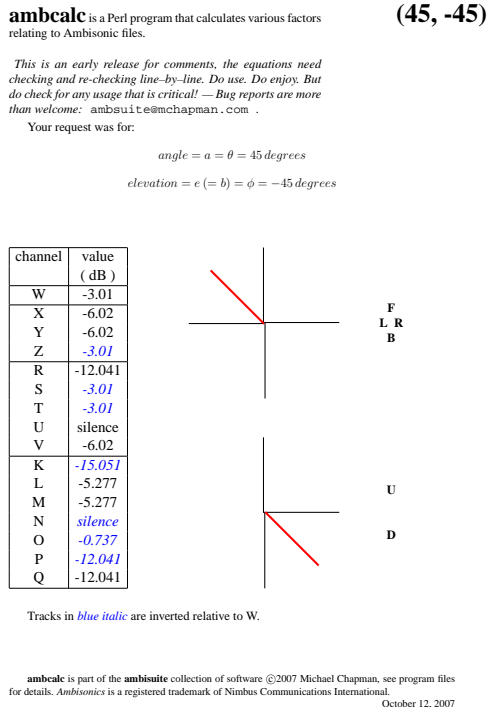 ambcalc is a Perl program that calculates various factors
relating to Ambisonic files.
(45, -45)
This is an early release for comments, the equations need
checking and re-checking line–by–line. Do use. Do enjoy. But
do check for any usage that is critical! — Bug reports are more
than welcome: ambsuite@mchapman.com .
Your request was for:
angle = a = θ = 45 degrees
elevation = e (= b) = ϕ = −45 degrees
channel value
( dB )
W -3.01
X -6.02
Y -6.02
Z -3.01
R -12.041
S -3.01
T -3.01
U silence
V -6.02
K -15.051
L -5.277
M -5.277
N silence
O -0.737
P -12.041
Q -12.041
F
L R
B
U
D
Tracks in blue italic are inverted relative to W.
ambcalc is part of the ambisuite collection of software ©2007 Michael Chapman, see program files
for details. Ambisonics is a registered trademark of Nimbus Communications International.
October 12, 2007